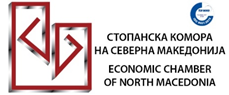 СТОПАНСКА КОМОРА
НА СЕВЕРНА МАКЕДОНИЈА
ECONOMIC CHAMBER
OF NORTH MACEDONIA